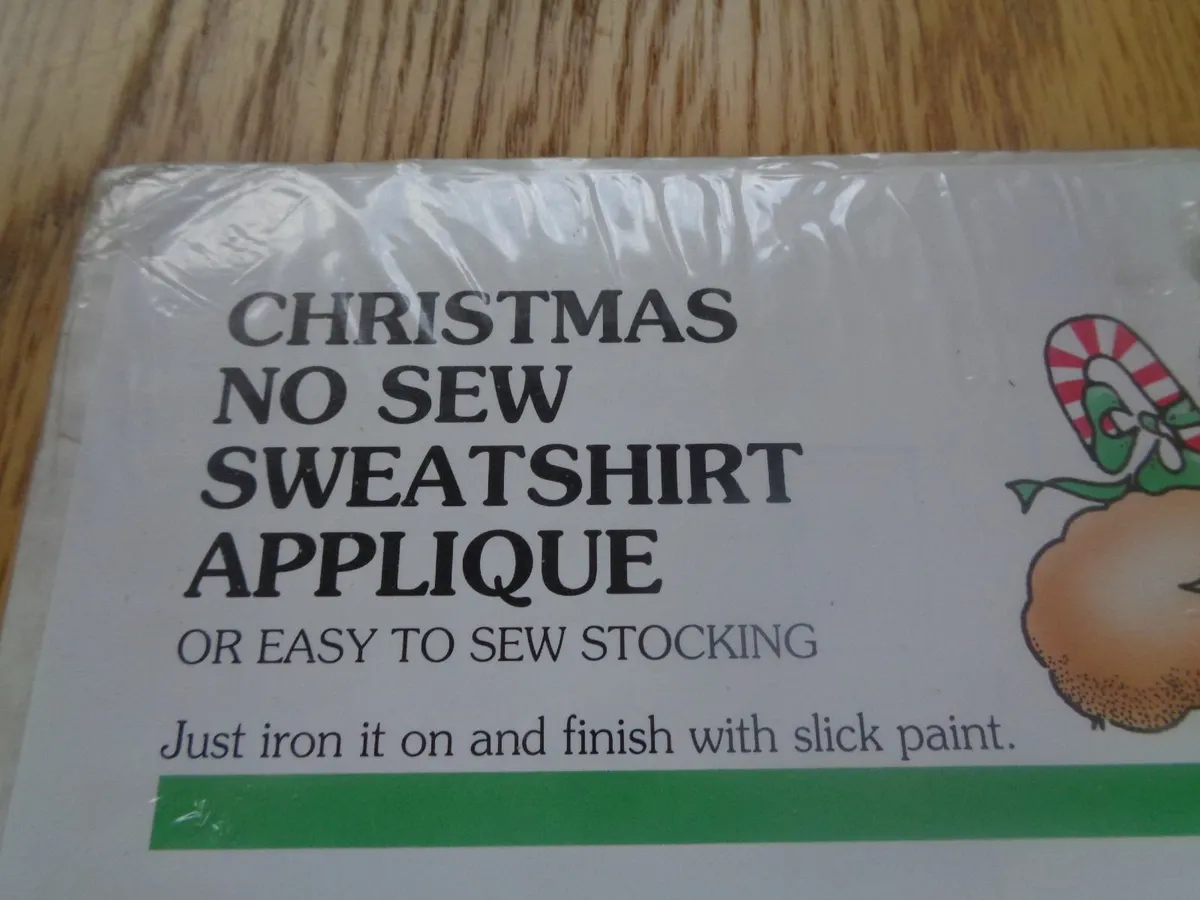 CHRISTMAS
NO SEW
SWEATSHIRT
APPLIQUE
OR EASY TO SEW STOCKING
Just iron it on and finish with slick paint.